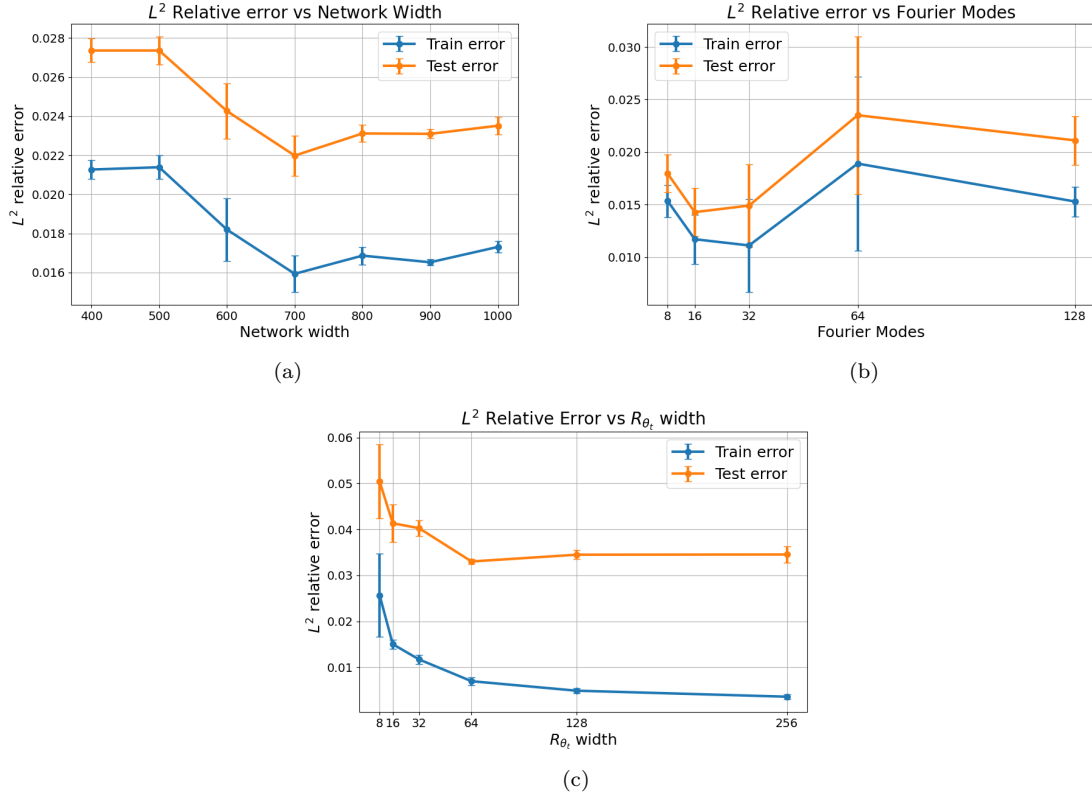 L² Relative error vs Network Width
0.028
0.026
0.024
0.022
0.020
0.018
0.016
L² relative error
Train error
Test error
400 500 600 700 800 900 1000
Network width
(a)
L² Relative error vs Fourier Modes
0.030
0.025
0.020
0.015
0.010
L² relative error
Train error
Test error
8 16 32 64 128
Fourier Modes
(b)
L² Relative Error vs R_{θ_t} width
0.06
0.05
0.04
0.03
0.02
0.01
L² relative error
Train error
Test error
8 16 32 64 128 256
R_{θ_t} width
(c)